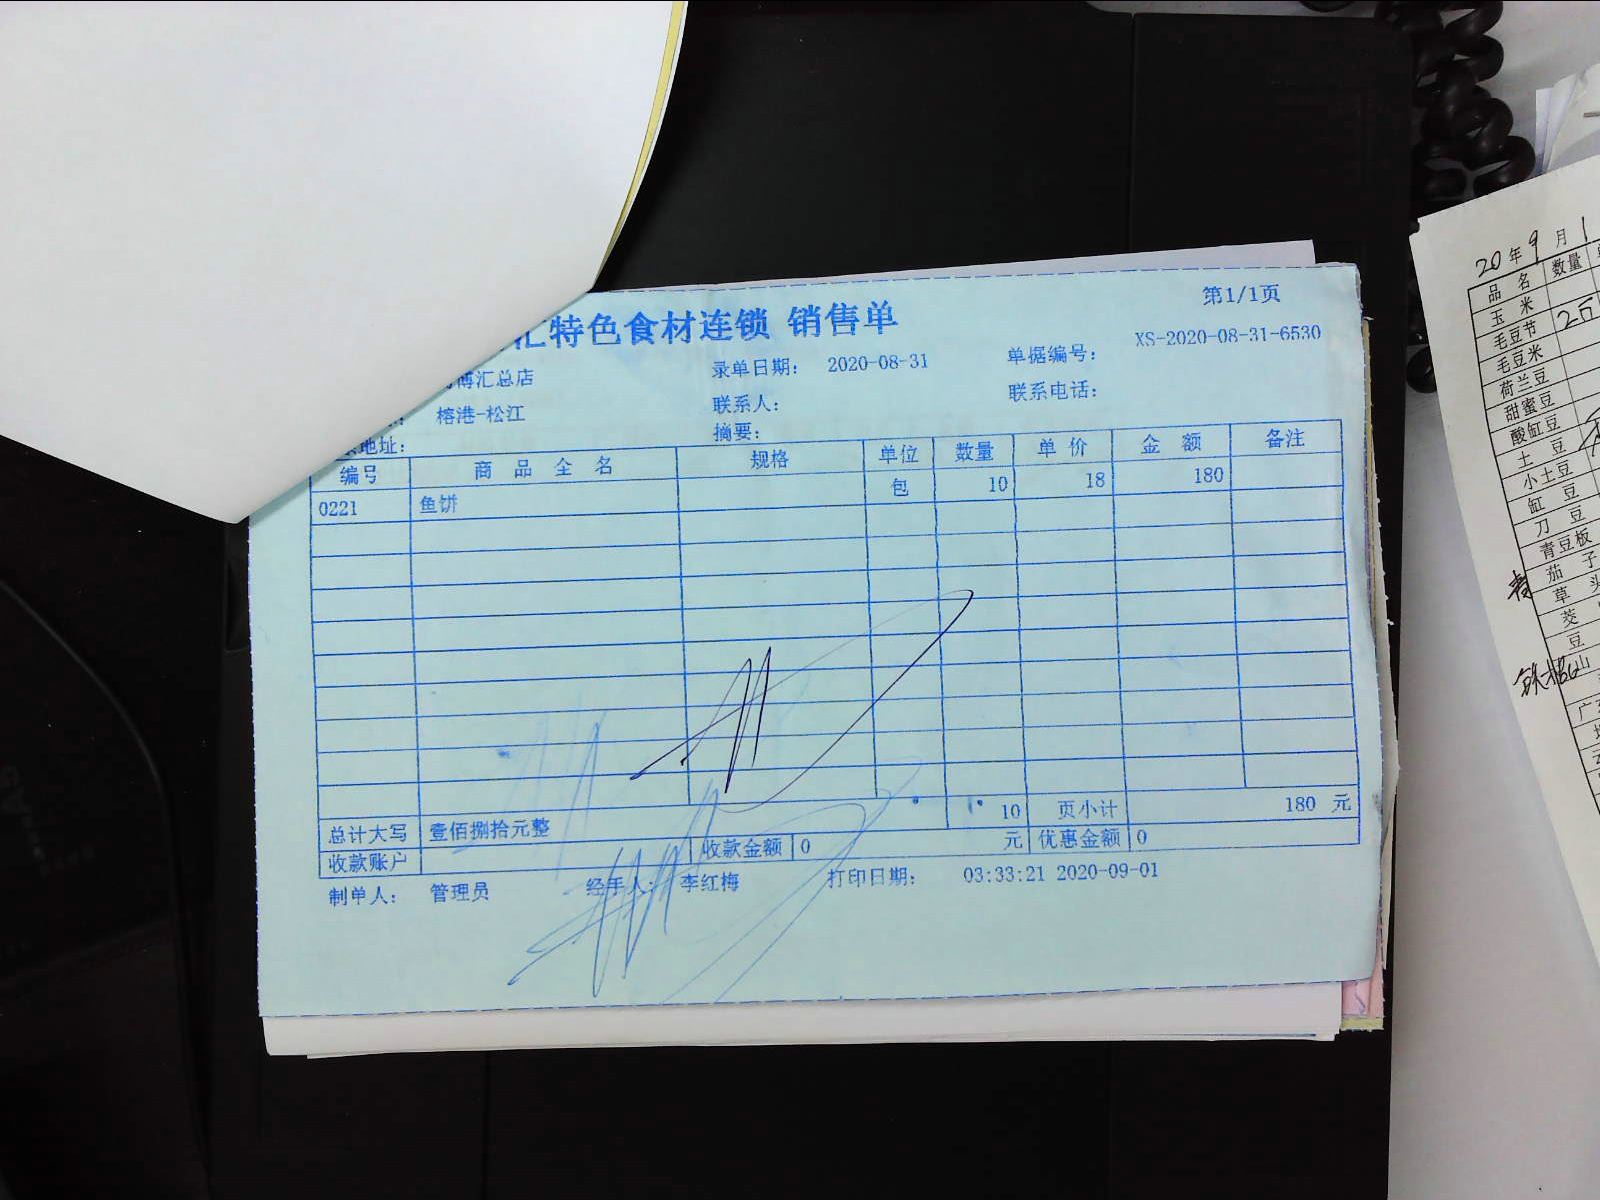 第1/1页
汇特色食材连锁 销售单
博汇总店 录单日期: 2020-08-31 单据编号: XS-2020-08-31-6530
榕港-松江 联系人: 联系电话:
地址: 摘要:
编号 商品全名 规格 单位 数量 单价 金额 备注
0221 鱼饼 包 10 18 180
10 页小计 180 元
总计大写 壹佰捌拾元整 收款金额 0 元 优惠金额 0
收款账户
制单人: 管理员 经手人: 李红梅 打印日期: 03:33:21 2020-09-01
20年9月1
品名 数量
玉米
毛豆节 2斤
毛豆米
荷兰豆
甜蜜豆
酸缸豆
土豆
小土豆
缸豆
刀豆
青豆板
茄子
草头
茭
豆
山